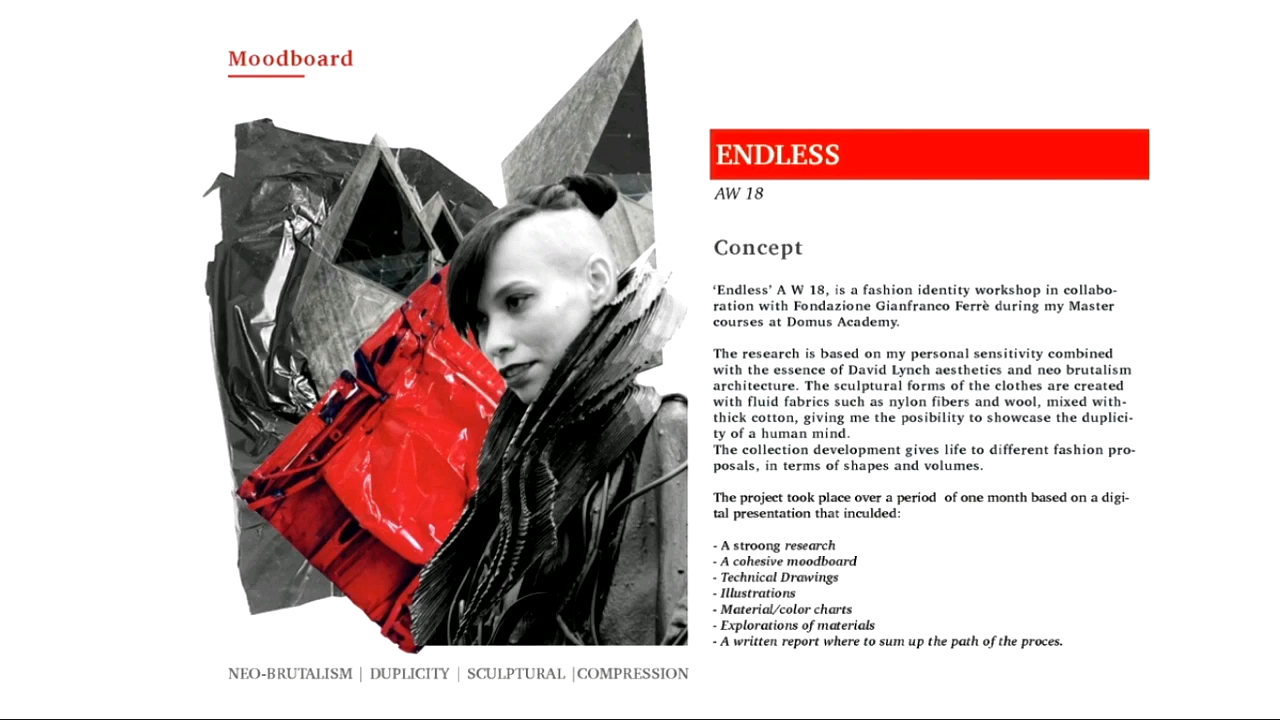 Moodboard
ENDLESS
AW 18
Concept
‘Endless’ A W 18, is a fashion identity workshop in collabo-
ration with Fondazione Gianfranco Ferrè during my Master
courses at Domus Academy.
The research is based on my personal sensitivity combined
with the essence of David Lynch aesthetics and neo brutalism
architecture. The sculptural forms of the clothes are created
with fluid fabrics such as nylon fibers and wool, mixed with-
thick cotton, giving me the posibility to showcase the duplici-
ty of a human mind.
The collection development gives life to different fashion pro-
posals, in terms of shapes and volumes.
The project took place over a period of one month based on a digi-
tal presentation that inculded:
- A stroong research
- A cohesive moodboard
- Technical Drawings
- Illustrations
- Material/color charts
- Explorations of materials
- A written report where to sum up the path of the proces.
NEO-BRUTALISM | DUPLICITY | SCULPTURAL |COMPRESSION